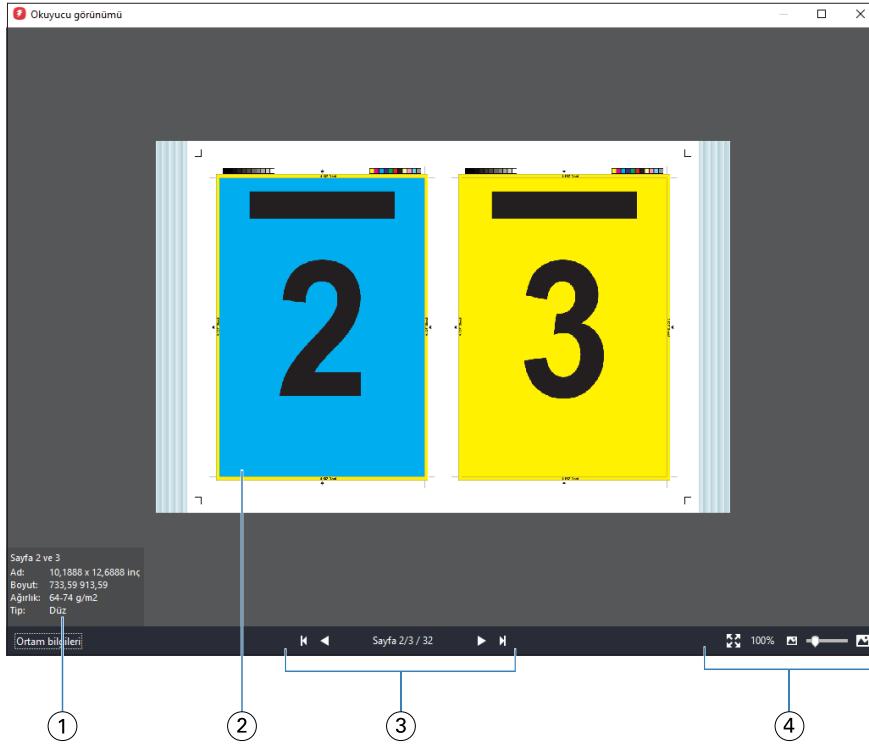 Okuyucu görünümü
2 3
Sayfa 2 ve 3
Ad: 10,1888 x 12,6888 inç
Boyut: 733,59 913,59
Ağırlık: 64-74 g/m2
Tip: Düz
Ortam bilgileri
Sayfa 2/3 / 32
100%
1 2 3 4